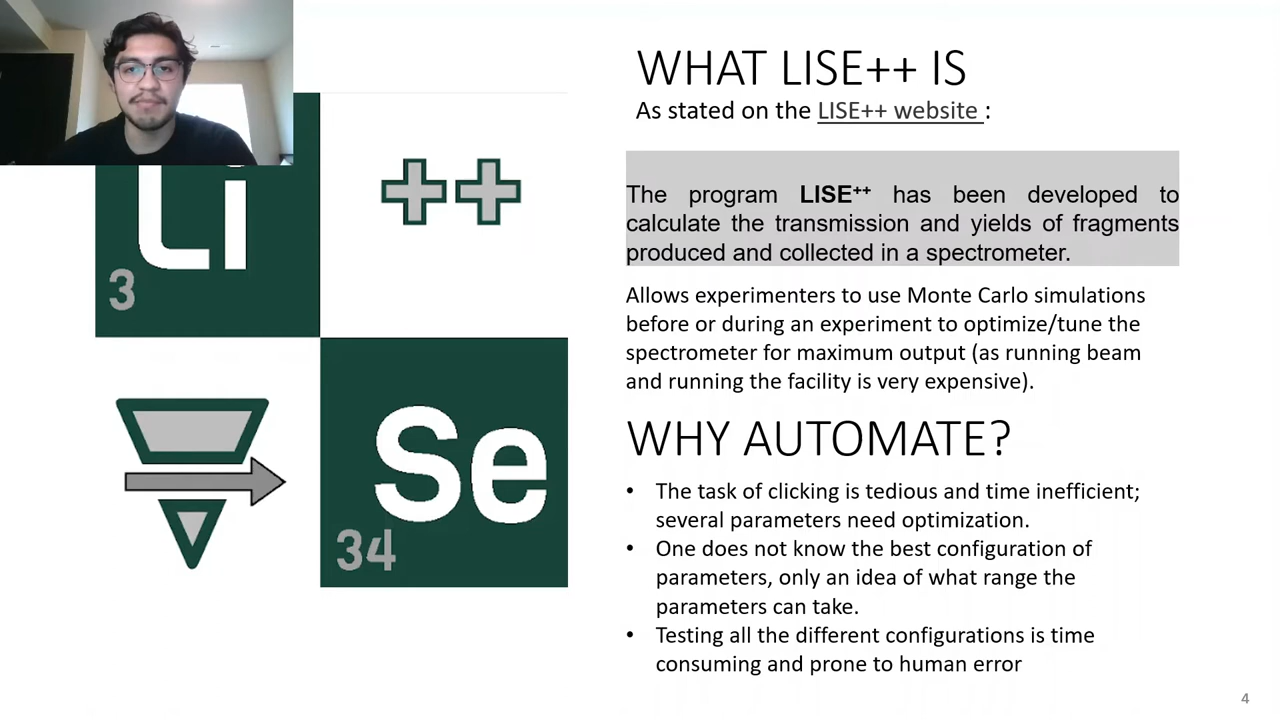 WHAT LISE++ IS
As stated on the LISE++ website :
The program LISE++ has been developed to
calculate the transmission and yields of fragments
produced and collected in a spectrometer.
Allows experimenters to use Monte Carlo simulations
before or during an experiment to optimize/tune the
spectrometer for maximum output (as running beam
and running the facility is very expensive).
WHY AUTOMATE?
• The task of clicking is tedious and time inefficient;
several parameters need optimization.
• One does not know the best configuration of
parameters, only an idea of what range the
parameters can take.
• Testing all the different configurations is time
consuming and prone to human error
Li
3
++
Se
34
4